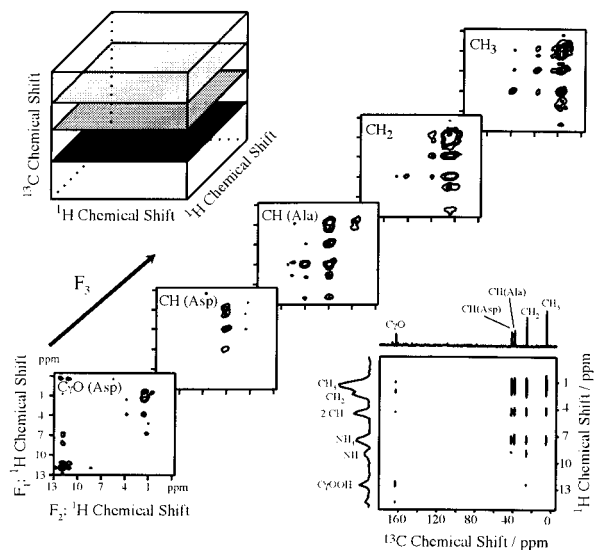 ¹³C Chemical Shift
¹H Chemical Shift
¹H Chemical Shift
CH₃
CH₂
CH (Ala)
CH (Asp)
CγO (Asp)
F₃
ppm
1
4
7
10
13
13
10
7
4
1
ppm
F₁: ¹H Chemical Shift
F₂: ¹H Chemical Shift
CH(Ala)
CH(Asp)
CH₂
CH₃
CγO
CH₃
CH₂
2 CH
NH₃
NH
CγOOH
1
4
7
10
13
¹H Chemical Shift / ppm
160
120
80
40
0
¹³C Chemical Shift / ppm